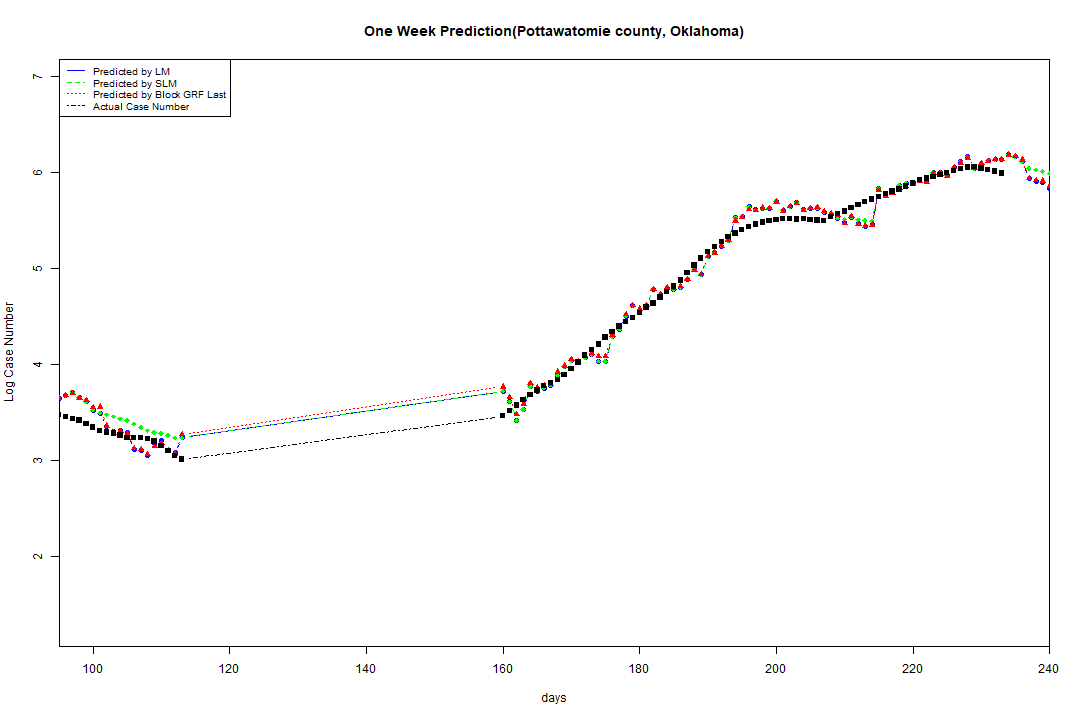 One Week Prediction(Pottawatomie county, Oklahoma)
Predicted by LM
Predicted by SLM
Predicted by Block GRF Last
Actual Case Number
7
6
5
4
3
2
Log Case Number
100 120 140 160 180 200 220 240
days